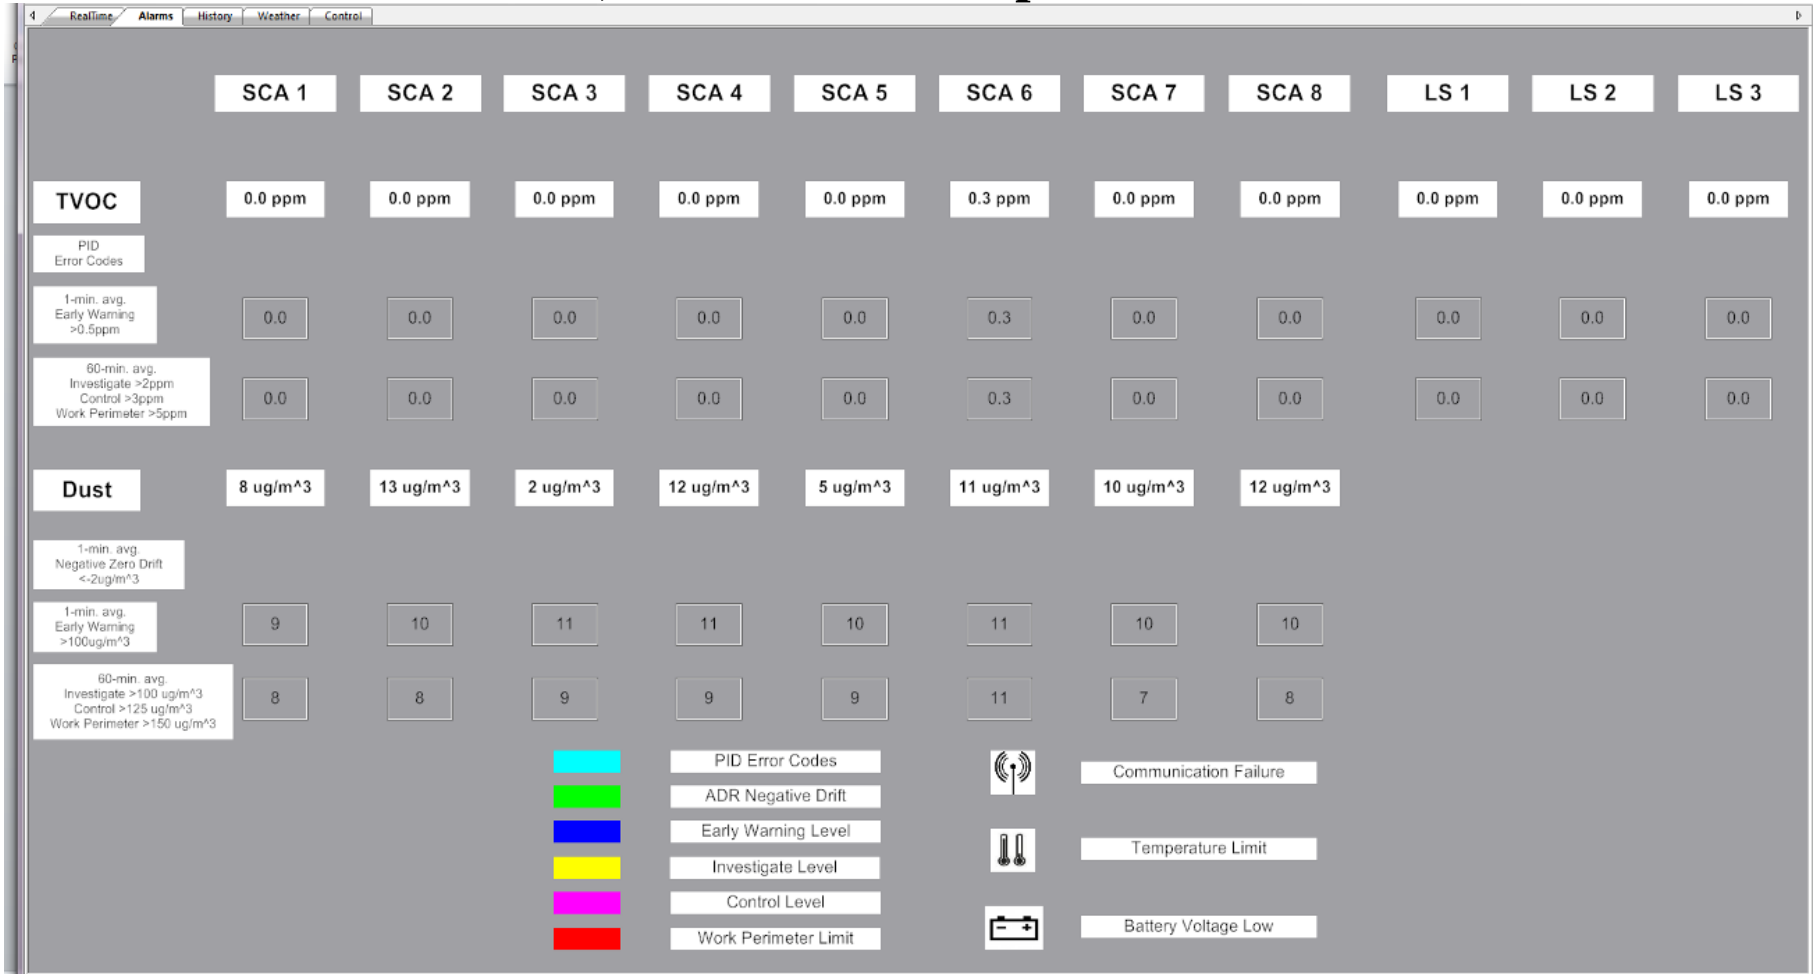 RealTime Alarms History Weather Control
SCA 1 SCA 2 SCA 3 SCA 4 SCA 5 SCA 6 SCA 7 SCA 8 LS 1 LS 2 LS 3
TVOC 0.0 ppm 0.0 ppm 0.0 ppm 0.0 ppm 0.0 ppm 0.3 ppm 0.0 ppm 0.0 ppm 0.0 ppm 0.0 ppm 0.0 ppm
PID
Error Codes
1-min. avg.
Early Warning
>0.5ppm
0.0 0.0 0.0 0.0 0.0 0.3 0.0 0.0 0.0 0.0 0.0
60-min. avg.
Investigate >2ppm
Control >3ppm
Work Perimeter >5ppm
0.0 0.0 0.0 0.0 0.0 0.3 0.0 0.0 0.0 0.0 0.0
Dust 8 ug/m^3 13 ug/m^3 2 ug/m^3 12 ug/m^3 5 ug/m^3 11 ug/m^3 10 ug/m^3 12 ug/m^3
1-min. avg.
Negative Zero Drift
<-2ug/m^3
1-min. avg.
Early Warning
>100ug/m^3
9 10 11 11 10 11 10 10
60-min. avg.
Investigate >100 ug/m^3
Control >125 ug/m^3
Work Perimeter >150 ug/m^3
8 8 9 9 9 11 7 8
PID Error Codes
ADR Negative Drift
Early Warning Level
Investigate Level
Control Level
Work Perimeter Limit
Communication Failure
Temperature Limit
Battery Voltage Low